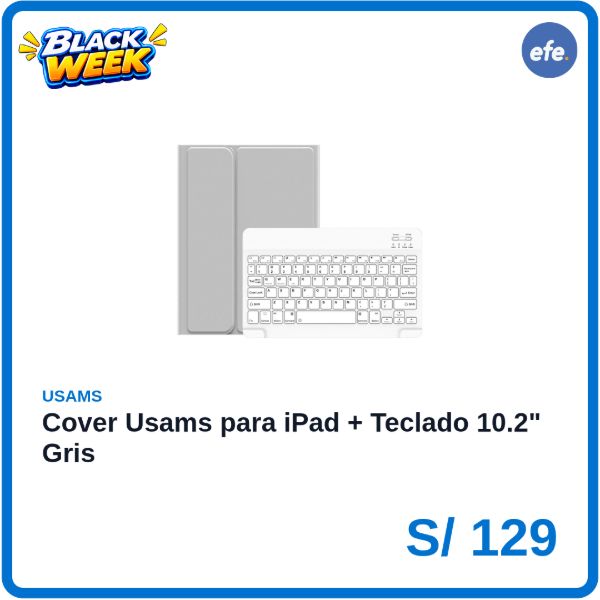 BLACK
WEEK
efe.
USAMS
Cover Usams para iPad + Teclado 10.2"
Gris
S/ 129